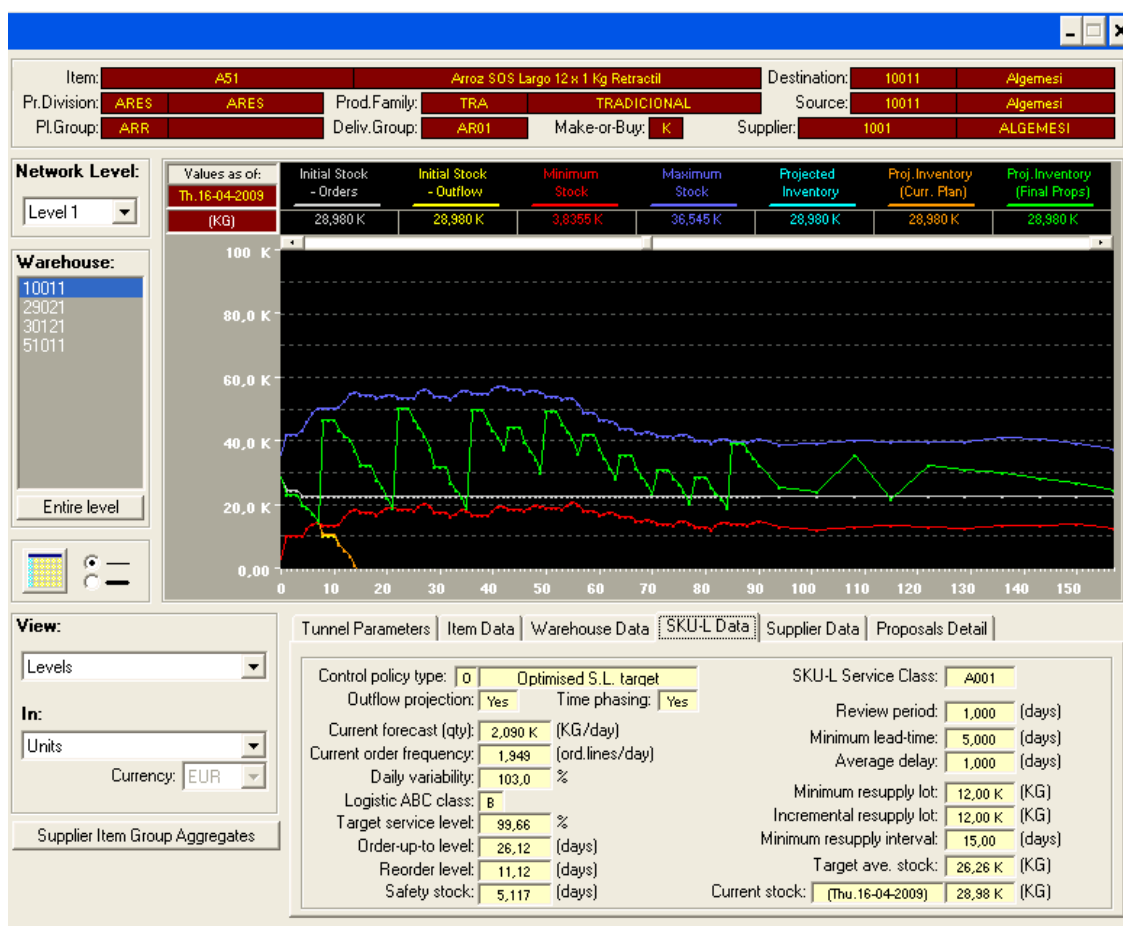 Item: A51 Arroz SOS Largo 12 x 1 Kg Retractil Destination: 10011 Algemesi
Pr.Division: ARES ARES Prod.Family: TRA TRADICIONAL Source: 10011 Algemesi
Pl.Group: ARR Deliv.Group: AR01 Make-or-Buy: K Supplier: 1001 ALGEMESI
Network Level:
Level 1
Warehouse:
10011
29021
30121
51011
Entire level
Values as of: Initial Stock - Orders Initial Stock - Outflow Minimum Stock Maximum Stock Projected Inventory Proj.Inventory (Curr. Plan) Proj.Inventory (Final Props)
Th.16-04-2009
(KG) 28,980 K 28,980 K 3,8355 K 36,545 K 28,980 K 28,980 K 28,980 K
100 K
80,0 K
60,0 K
40,0 K
20,0 K
0,00
0 10 20 30 40 50 60 70 80 90 100 110 120 130 140 150
View:
Levels
In:
Units
Currency: EUR
Supplier Item Group Aggregates
Tunnel Parameters Item Data Warehouse Data SKU-L Data Supplier Data Proposals Detail
Control policy type: O Optimised S.L. target
Outflow projection: Yes Time phasing: Yes
Current forecast (qty): 2,090 K (KG/day)
Current order frequency: 1,949 (ord.lines/day)
Daily variability: 103,0 %
Logistic ABC class: B
Target service level: 99,66 %
Order-up-to level: 26,12 (days)
Reorder level: 11,12 (days)
Safety stock: 5,117 (days)
SKU-L Service Class: A001
Review period: 1,000 (days)
Minimum lead-time: 5,000 (days)
Average delay: 1,000 (days)
Minimum resupply lot: 12,00 K (KG)
Incremental resupply lot: 12,00 K (KG)
Minimum resupply interval: 15,00 (days)
Target ave. stock: 26,26 K (KG)
Current stock: (Thu.16-04-2009) 28,98 K (KG)